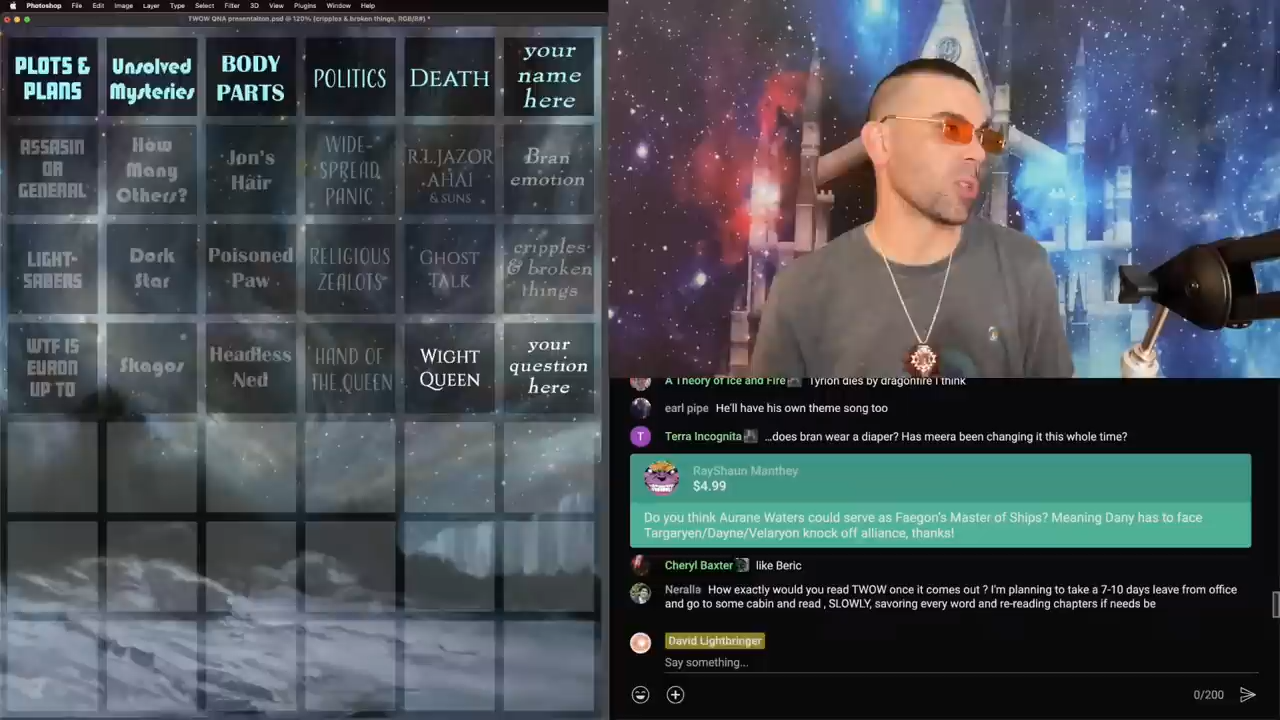 Photoshop File Edit Image Layer Type Select Filter 3D View Plugins Window Help
TWOW QNA presentaiton.psd @ 120% (cripples & broken things, RGB/8#) *
PLOTS &
PLANS
Unsolved
Mysteries
BODY
PARTS
POLITICS
DEATH
your
name
here
ASSASIN
OR
GENERAL
How
Many
Others?
Jon's
Hair
WIDE-
SPREAD
PANIC
R.L.JAZOR
AHAI
& SUNS
Bran
emotion
LIGHT-
SABERS
Dark
Star
Poisoned
Paw
RELIGIOUS
ZEALOTS
GHOST
TALK
cripples
& broken
things
WTF IS
EURON
UP TO
Skagos
Headless
Ned
HAND OF
THE QUEEN
WIGHT
QUEEN
your
question
here
A Theory of Ice and Fire Tyrion dies by dragonfire I think
earl pipe He'll have his own theme song too
T Terra Incognita ...does bran wear a diaper? Has meera been changing it this whole time?
RayShaun Manthey
$4.99
Do you think Aurane Waters could serve as Faegon's Master of Ships? Meaning Dany has to face
Targaryen/Dayne/Velaryon knock off alliance, thanks!
Cheryl Baxter like Beric
Neralla How exactly would you read TWOW once it comes out ? I'm planning to take a 7-10 days leave from office
and go to some cabin and read , SLOWLY, savoring every word and re-reading chapters if needs be
David Lightbringer
Say something...
0/200